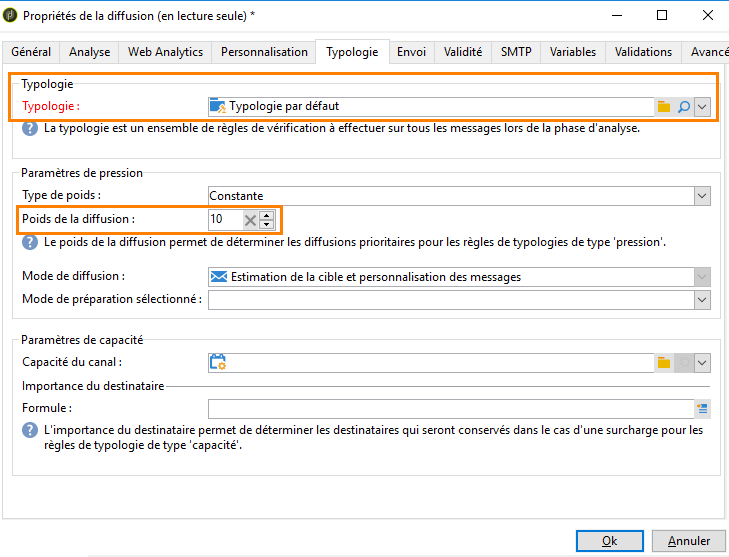 Propriétés de la diffusion (en lecture seule) *
Général Analyse Web Analytics Personnalisation Typologie Envoi Validité SMTP Variables Validations Avancé
Typologie
Typologie : Typologie par défaut
La typologie est un ensemble de règles de vérification à effectuer sur tous les messages lors de la phase d'analyse.
Paramètres de pression
Type de poids : Constante
Poids de la diffusion : 10
Le poids de la diffusion permet de déterminer les diffusions prioritaires pour les règles de typologies de type 'pression'.
Mode de diffusion : Estimation de la cible et personnalisation des messages
Mode de préparation sélectionné :
Paramètres de capacité
Capacité du canal :
Importance du destinataire
Formule :
L'importance du destinataire permet de déterminer les destinataires qui seront conservés dans le cas d'une surcharge pour les
règles de typologie de type 'capacité'.
Ok Annuler